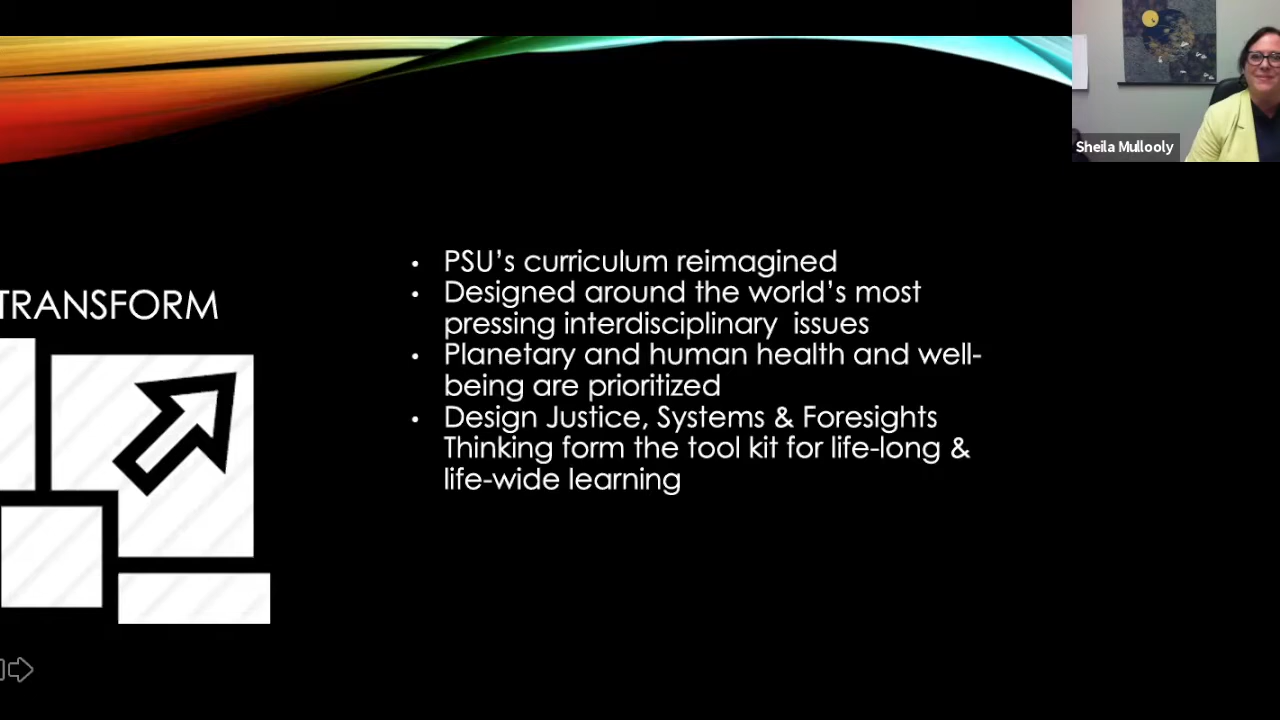 Sheila Mullooly
TRANSFORM
• PSU's curriculum reimagined
• Designed around the world's most
pressing interdisciplinary  issues
• Planetary and human health and well-
being are prioritized
• Design Justice, Systems & Foresights
Thinking form the tool kit for life-long &
life-wide learning